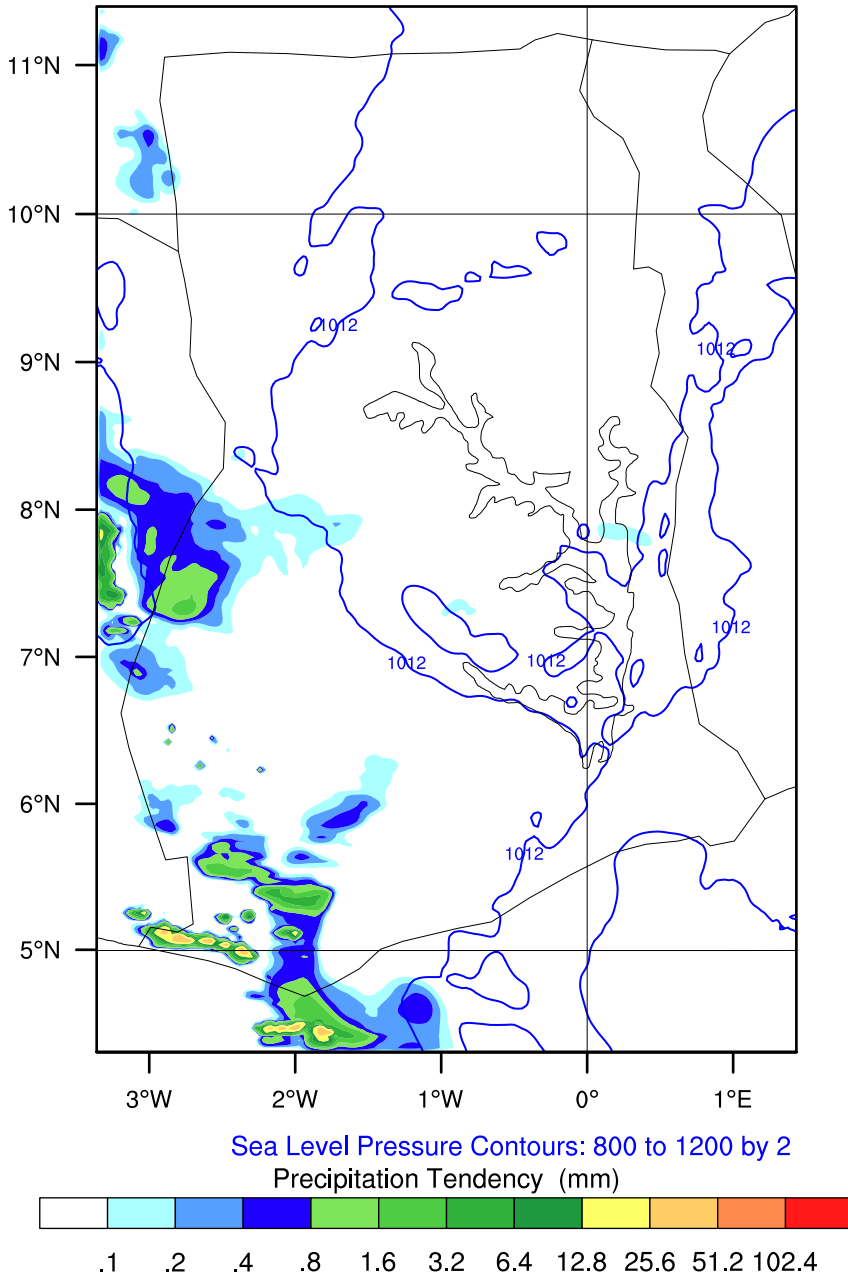 11°N
10°N
9°N
8°N
7°N
6°N
5°N
1012
1012
1012
1012
1012
1012
3°W
2°W
1°W
0°
1°E
Sea Level Pressure Contours: 800 to 1200 by 2
Precipitation Tendency (mm)
.1 .2 .4 .8 1.6 3.2 6.4 12.8 25.6 51.2 102.4